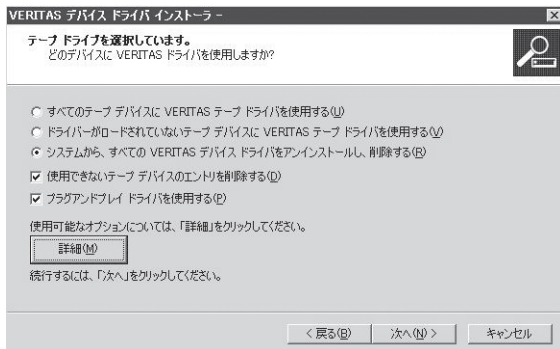 VERITAS デバイス ドライバ インストーラ -
テープ ドライブを選択しています。
どのデバイスに VERITAS ドライバを使用しますか?
すべてのテープ デバイスに VERITAS テープ ドライバを使用する(U)
ドライバーがロードされていないテープ デバイスに VERITAS テープ ドライバを使用する(V)
システムから、すべての VERITAS デバイス ドライバをアンインストールし、削除する(R)
使用できないテープ デバイスのエントリを削除する(D)
プラグアンドプレイ ドライバを使用する(P)
使用可能なオプションについては、「詳細」をクリックしてください。
詳細(M)
続行するには、「次へ」をクリックしてください。
< 戻る(B)
次へ(N) >
キャンセル